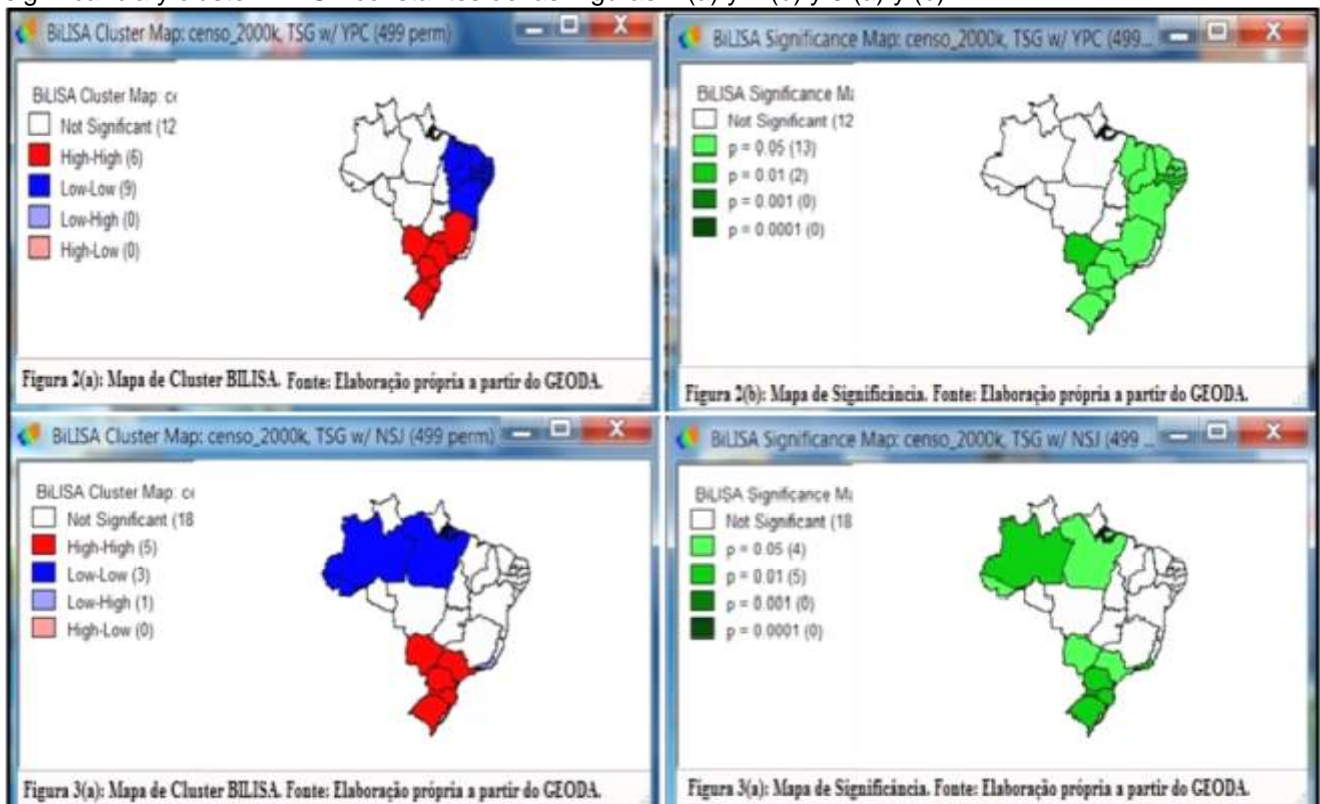 BiLISA Cluster Map: censo_2000k, TSG w/ YPC (499 perm)
BiLISA Cluster Map: ce
Not Significant (12
High-High (6)
Low-Low (9)
Low-High (0)
High-Low (0)
Figura 2(a): Mapa de Cluster BILISA. Fonte: Elaboração própria a partir do GEODA.
BiLISA Significance Map: censo_2000k, TSG w/ YPC (499...
BiLISA Significance Ma
Not Significant (12
p = 0.05 (13)
p = 0.01 (2)
p = 0.001 (0)
p = 0.0001 (0)
Figura 2(b): Mapa de Significância. Fonte: Elaboração própria a partir do GEODA.
BiLISA Cluster Map: censo_2000k, TSG w/ NSJ (499 perm)
BiLISA Cluster Map: ce
Not Significant (18
High-High (5)
Low-Low (3)
Low-High (1)
High-Low (0)
Figura 3(a): Mapa de Cluster BILISA. Fonte: Elaboração própria a partir do GEODA.
BiLISA Significance Map: censo_2000k, TSG w/ NSJ (499 ...
BiLISA Significance Ma
Not Significant (18
p = 0.05 (4)
p = 0.01 (5)
p = 0.001 (0)
p = 0.0001 (0)
Figura 3(a): Mapa de Significância. Fonte: Elaboração própria a partir do GEODA.